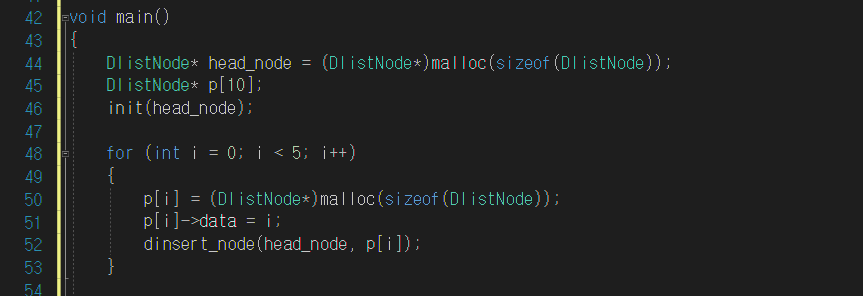 42 void main()
43 {
44 DlistNode* head_node = (DlistNode*)malloc(sizeof(DlistNode));
45 DlistNode* p[10];
46 init(head_node);
47
48 for (int i = 0; i < 5; i++)
49 {
50 p[i] = (DlistNode*)malloc(sizeof(DlistNode));
51 p[i]->data = i;
52 dinsert_node(head_node, p[i]);
53 }
54